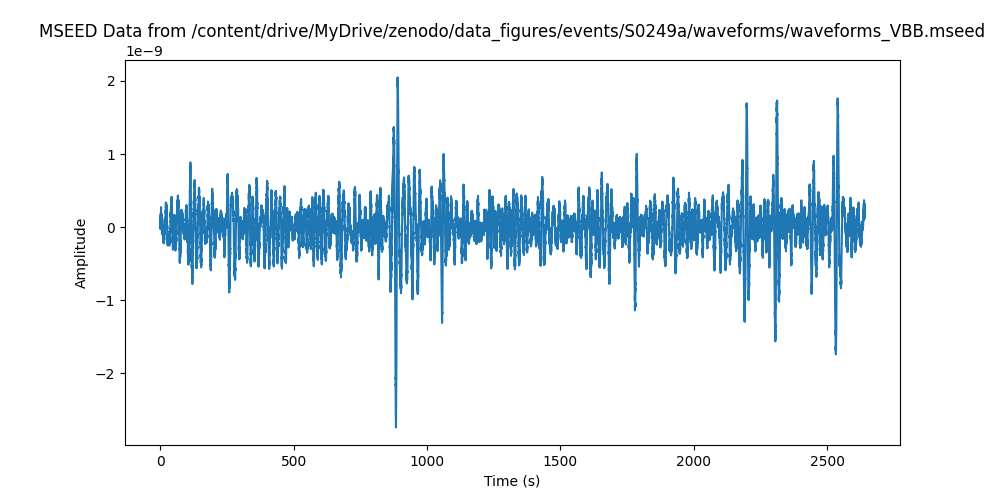 MSEED Data from /content/drive/MyDrive/zenodo/data_figures/events/S0249a/waveforms/waveforms_VBB.mseed
1e−9
2
1
0
−1
−2
Amplitude
0 500 1000 1500 2000 2500
Time (s)